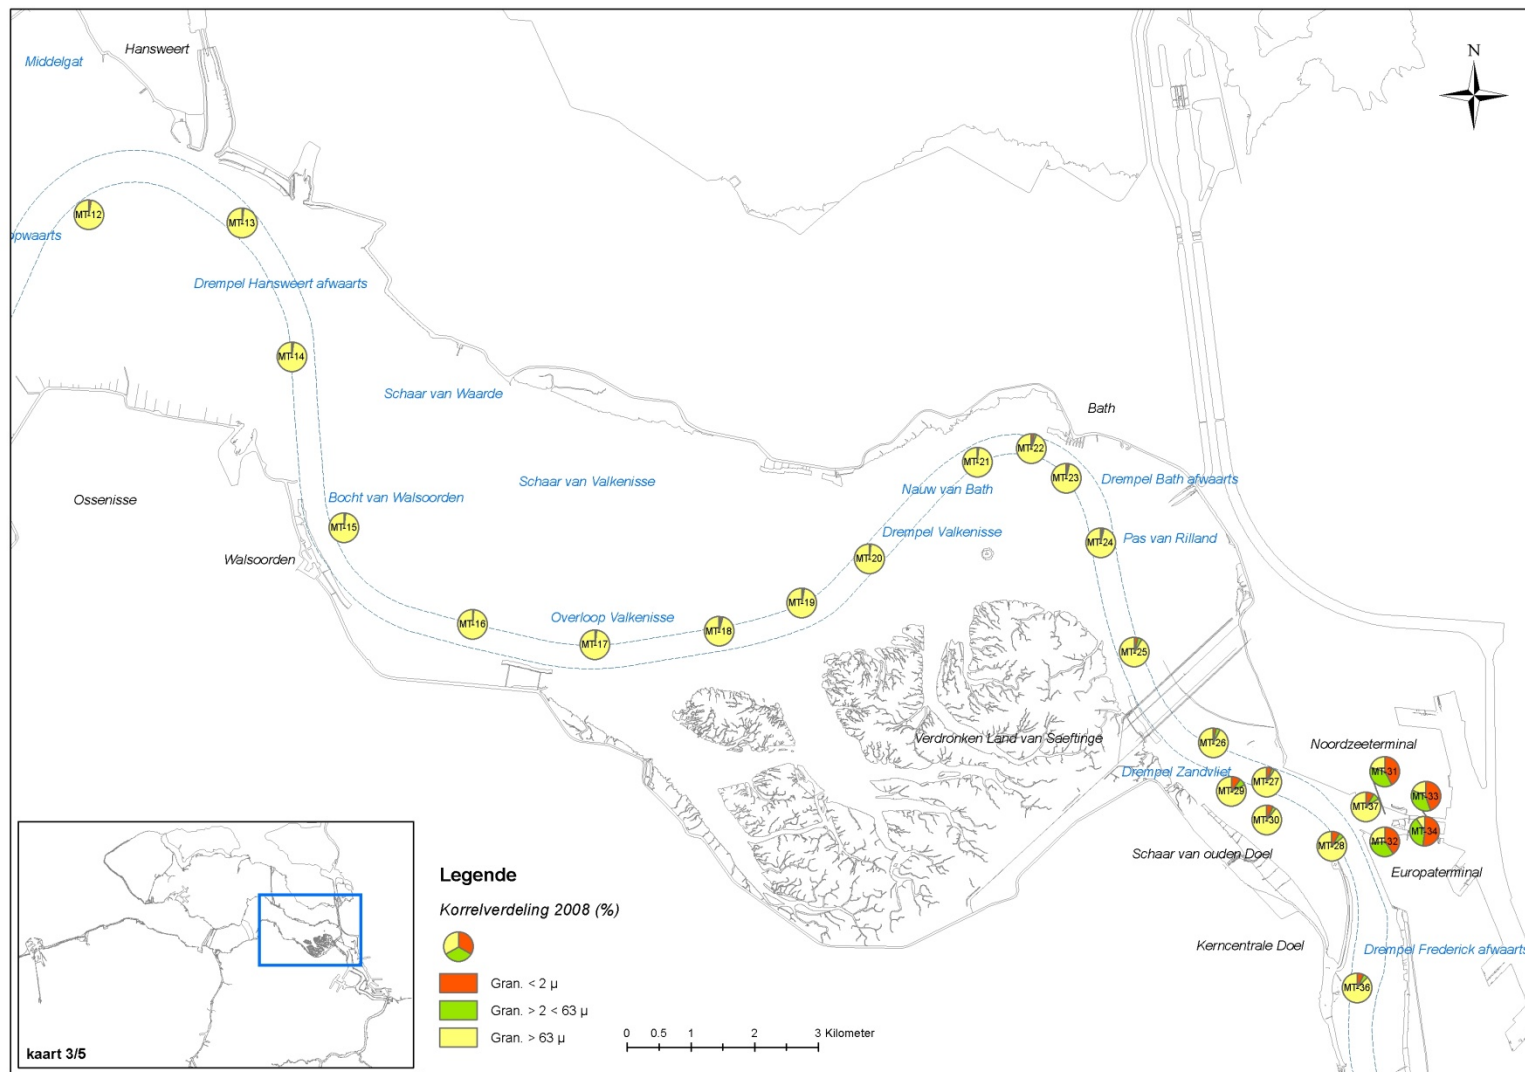 Hansweert
Middelgat
N
MT-12
MT-13
opwaarts
Drempel Hansweert afwaarts
MT-14
Schaar van Waarde
Bath
MT-22
MT-21
MT-23
Drempel Bath afwaarts
Schaar van Valkenisse
Nauw van Bath
Ossenisse
Bocht van Walsoorden
MT-15
Drempel Valkenisse
MT-24
Pas van Rilland
Walsoorden
MT-20
MT-19
MT-16
Overloop Valkenisse
MT-18
MT-17
MT-25
Verdronken Land van Saeftinge
MT-26
Noordzeeterminal
Drempel Zandvliet
MT-31
MT-27
MT-29
MT-33
MT-37
MT-30
MT-34
MT-32
MT-28
Schaar van ouden Doel
Europaterminal
Kerncentrale Doel
Drempel Frederick afwaarts
MT-36
Legende
Korrelverdeling 2008 (%)
Gran. < 2 µ
Gran. > 2 < 63 µ
Gran. > 63 µ
0 0.5 1 2 3 Kilometer
kaart 3/5